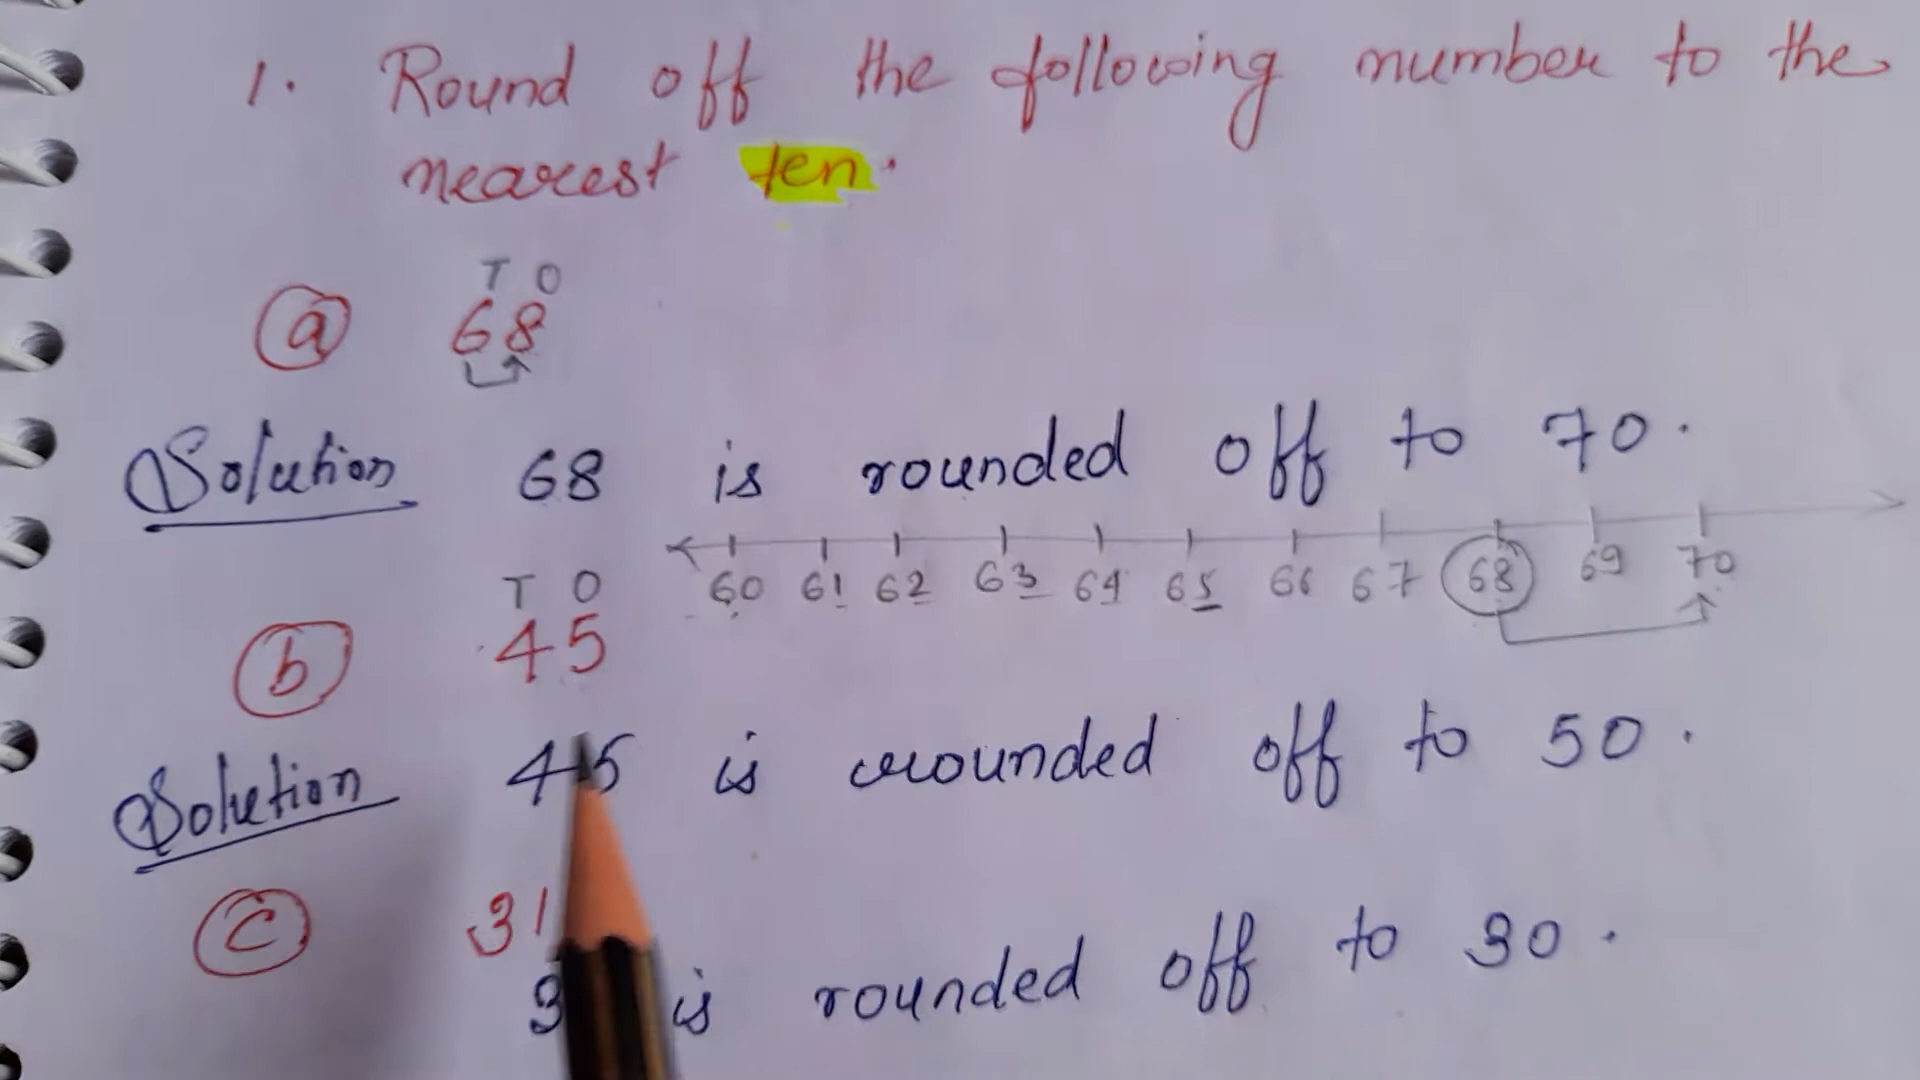 1. Round off the following number to the
nearest ten.
T O
(a) 68
Solution 68 is rounded off to 70.
60 61 62 63 64 65 66 67 68 69 70
T O
(b) 45
Solution 45 is rounded off to 50.
(c) 31
is rounded off to 30.